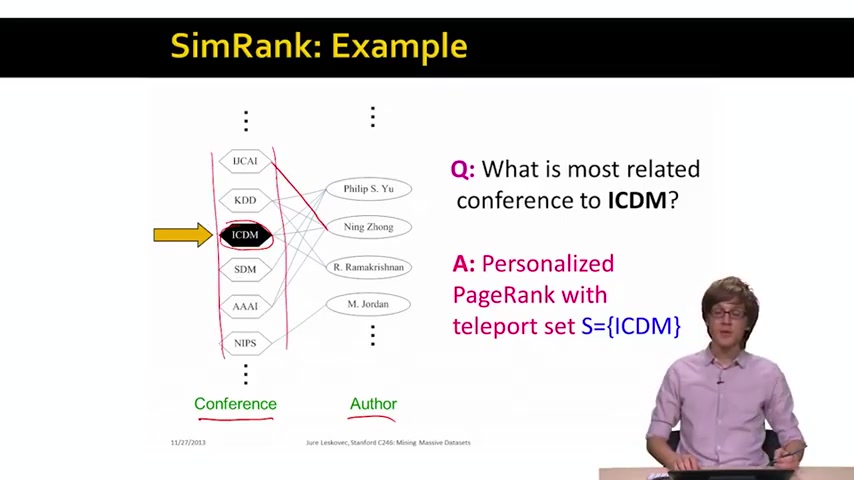 SimRank: Example
IJCAI
KDD
ICDM
SDM
AAAI
NIPS
Conference
Philip S. Yu
Ning Zhong
R. Ramakrishnan
M. Jordan
Author
Q: What is most related
conference to ICDM?
A: Personalized
PageRank with
teleport set S={ICDM}
11/27/2013
Jure Leskovec, Stanford C246: Mining Massive Datasets